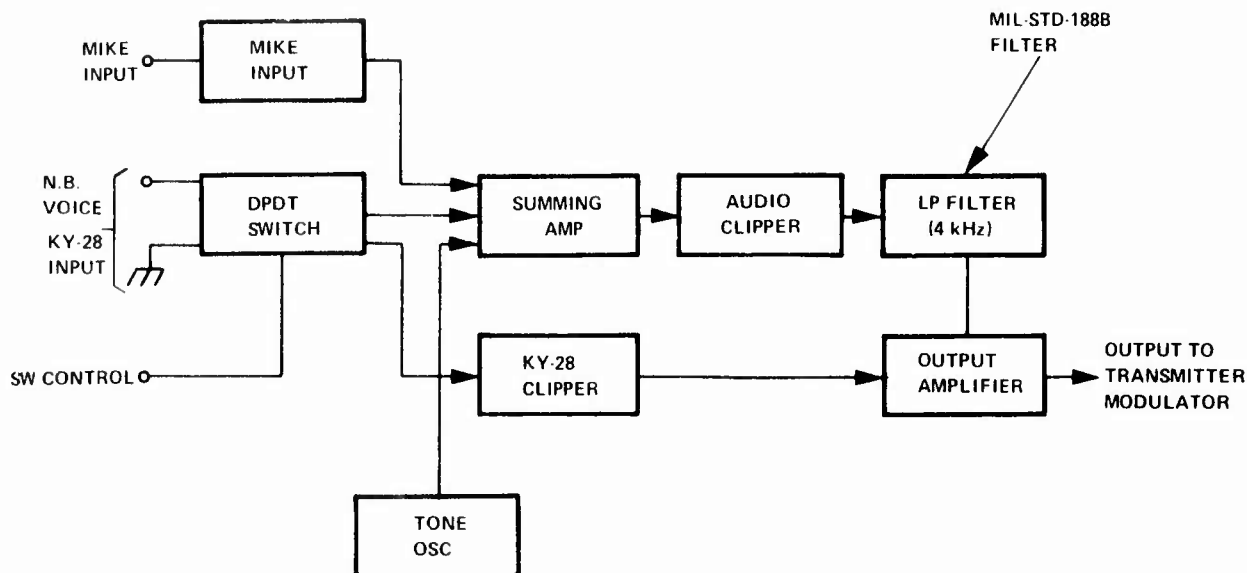 MIL-STD-188B
FILTER
MIKE
INPUT
MIKE
INPUT
N.B.
VOICE
KY-28
INPUT
DPDT
SWITCH
SUMMING
AMP
AUDIO
CLIPPER
LP FILTER
(4 kHz)
SW CONTROL
KY-28
CLIPPER
OUTPUT
AMPLIFIER
OUTPUT TO
TRANSMITTER
MODULATOR
TONE
OSC